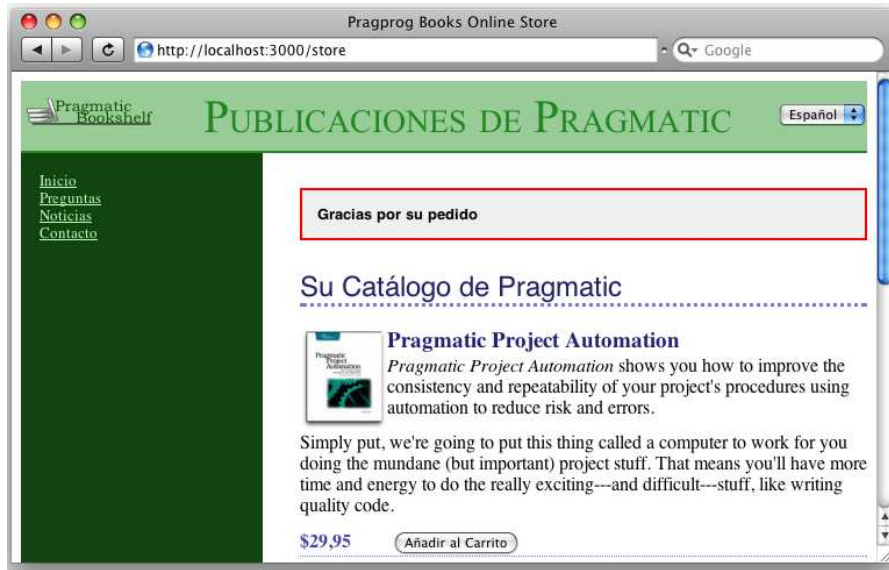 Pragprog Books Online Store
http://localhost:3000/store
Google
Pragmatic
Bookshelf
PUBLICACIONES DE PRAGMATIC
Español
Inicio
Preguntas
Noticias
Contacto
Gracias por su pedido
Su Catálogo de Pragmatic
Pragmatic
Project
Automation
Pragmatic Project Automation
Pragmatic Project Automation shows you how to improve the
consistency and repeatability of your project's procedures using
automation to reduce risk and errors.
Simply put, we're going to put this thing called a computer to work for you
doing the mundane (but important) project stuff. That means you'll have more
time and energy to do the really exciting---and difficult---stuff, like writing
quality code.
$29,95
Añadir al Carrito